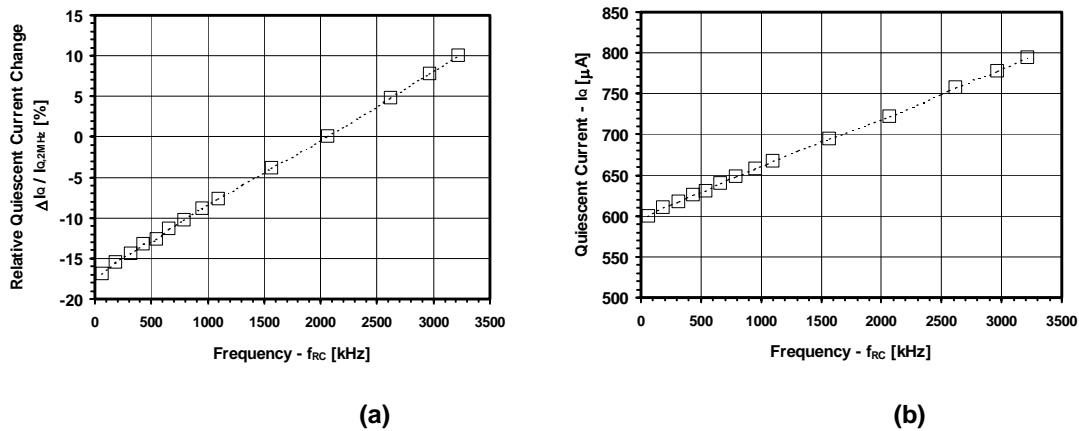 Relative Quiescent Current Change
ΔIQ / IQ,2MHz [%]
15
10
5
0
-5
-10
-15
-20
0 500 1000 1500 2000 2500 3000 3500
Frequency - fRC [kHz]
(a)
Quiescent Current - IQ [μA]
850
800
750
700
650
600
550
500
0 500 1000 1500 2000 2500 3000 3500
Frequency - fRC [kHz]
(b)